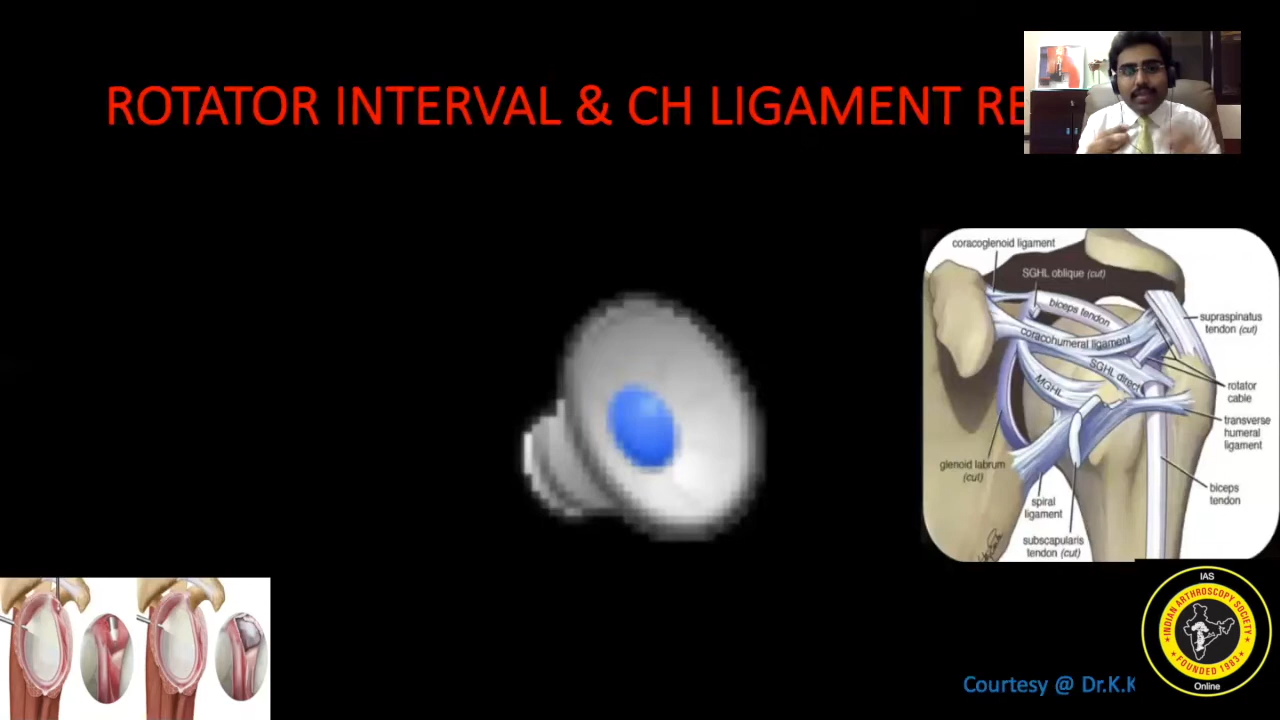 ROTATOR INTERVAL & CH LIGAMENT RE
coracoglenoid ligament
SGHL oblique (cut)
biceps tendon
supraspinatus
tendon (cut)
coracohumeral ligament
SGHL direct
MGHL
rotator
cable
transverse
humeral
ligament
glenoid labrum
(cut)
biceps
tendon
spiral
ligament
subscapularis
tendon (cut)
IAS
INDIAN ARTHROSCOPY SOCIETY
FOUNDED 1983
Online
Courtesy @ Dr.K.K